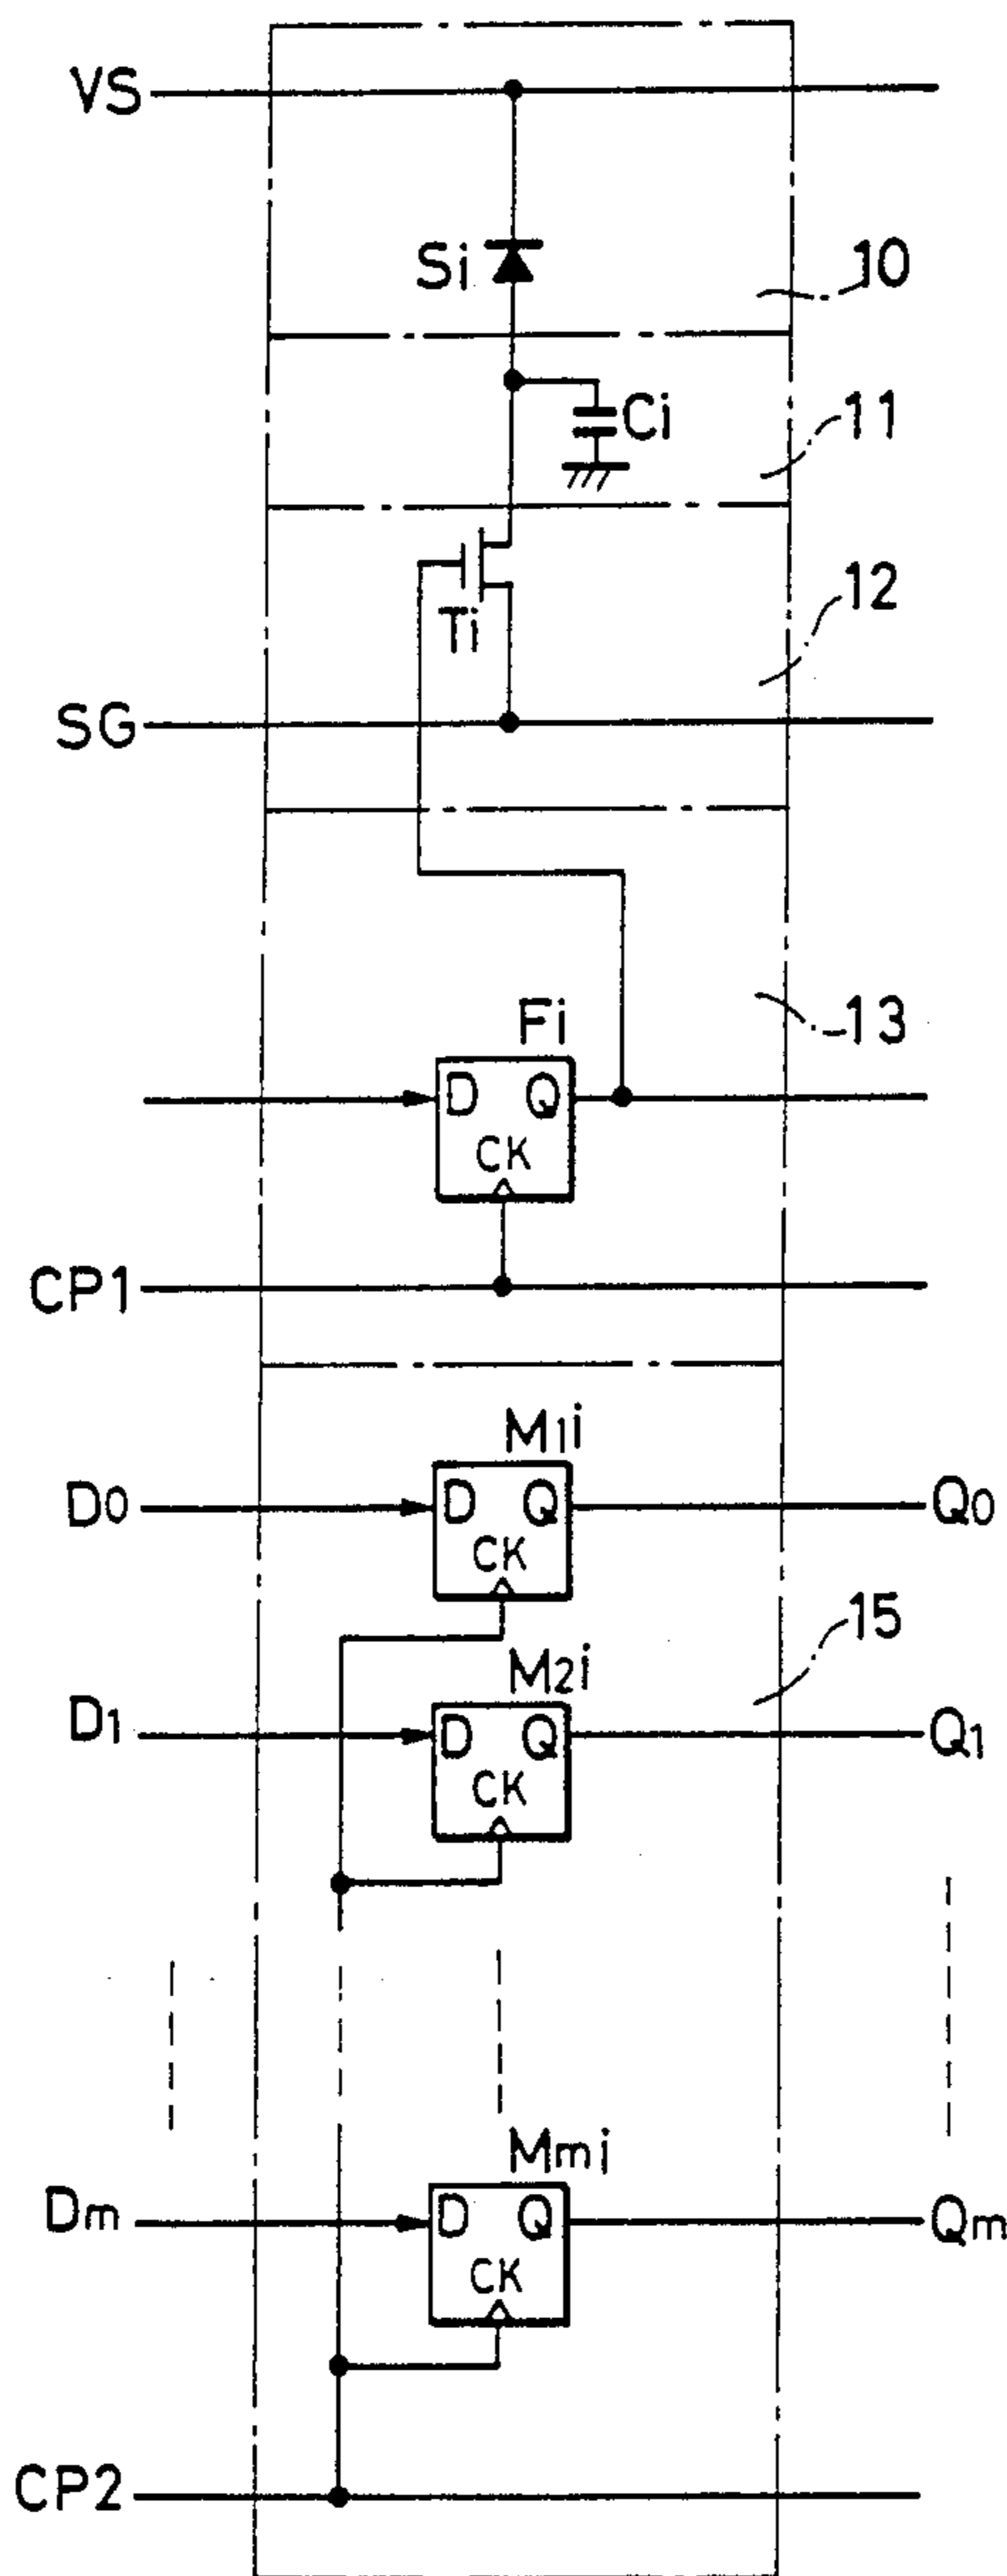 VS
Si
10
Ci
11
Ti
12
SG
13
Fi
D Q
CK
CP1
M1i
D0 D Q Q0
CK
15
M2i
D1 D Q Q1
CK
Mmi
Dm D Q Qm
CK
CP2